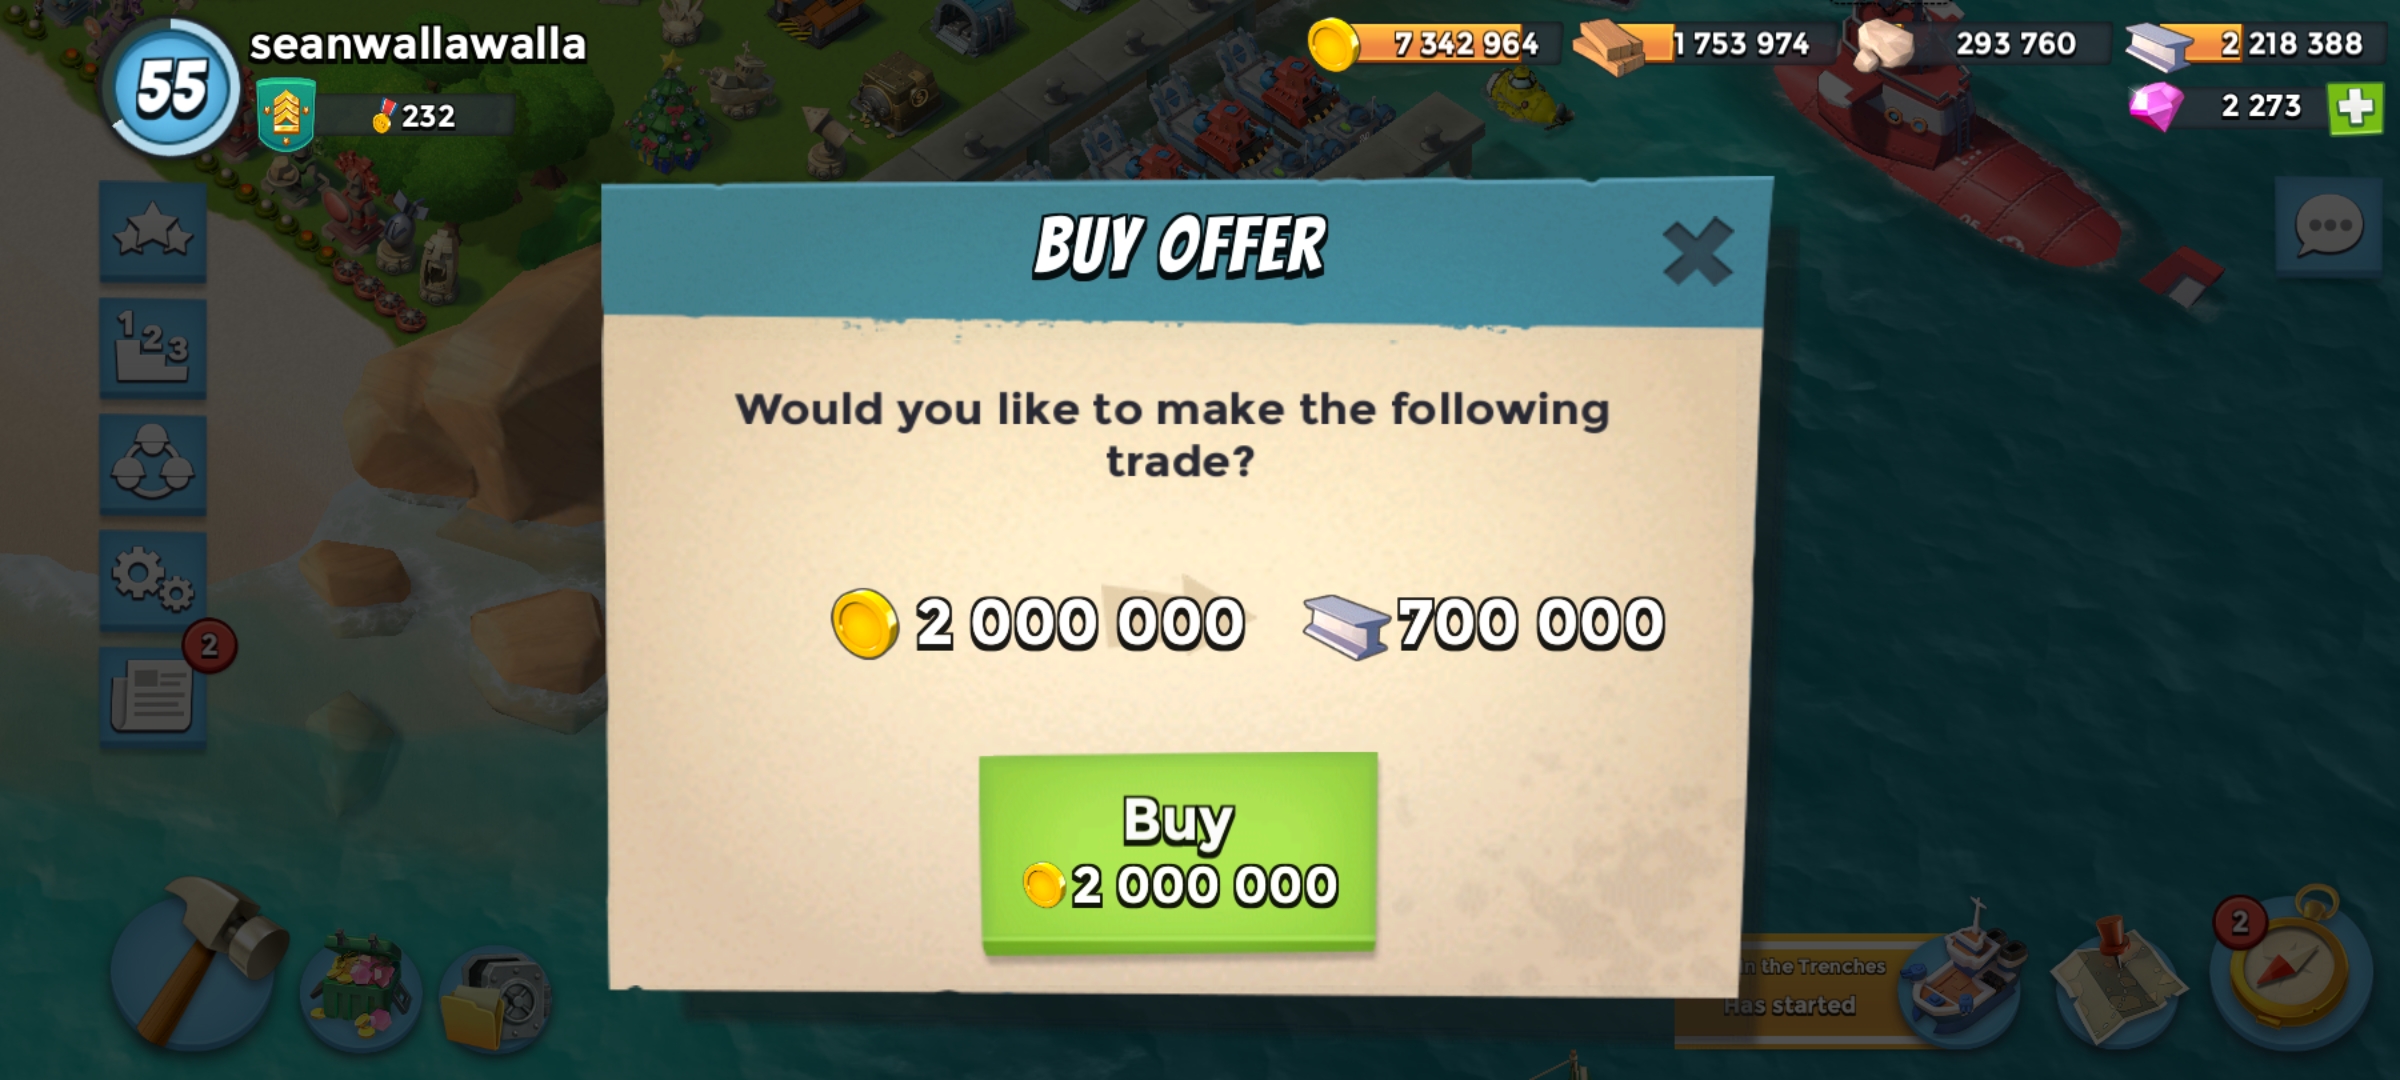 55
seanwallawalla
232
7 342 964
1 753 974
293 760
2 218 388
2 273
BUY OFFER
Would you like to make the following
trade?
2 000 000
700 000
Buy
2 000 000
1 2 3
2
2
in the Trenches
Has started